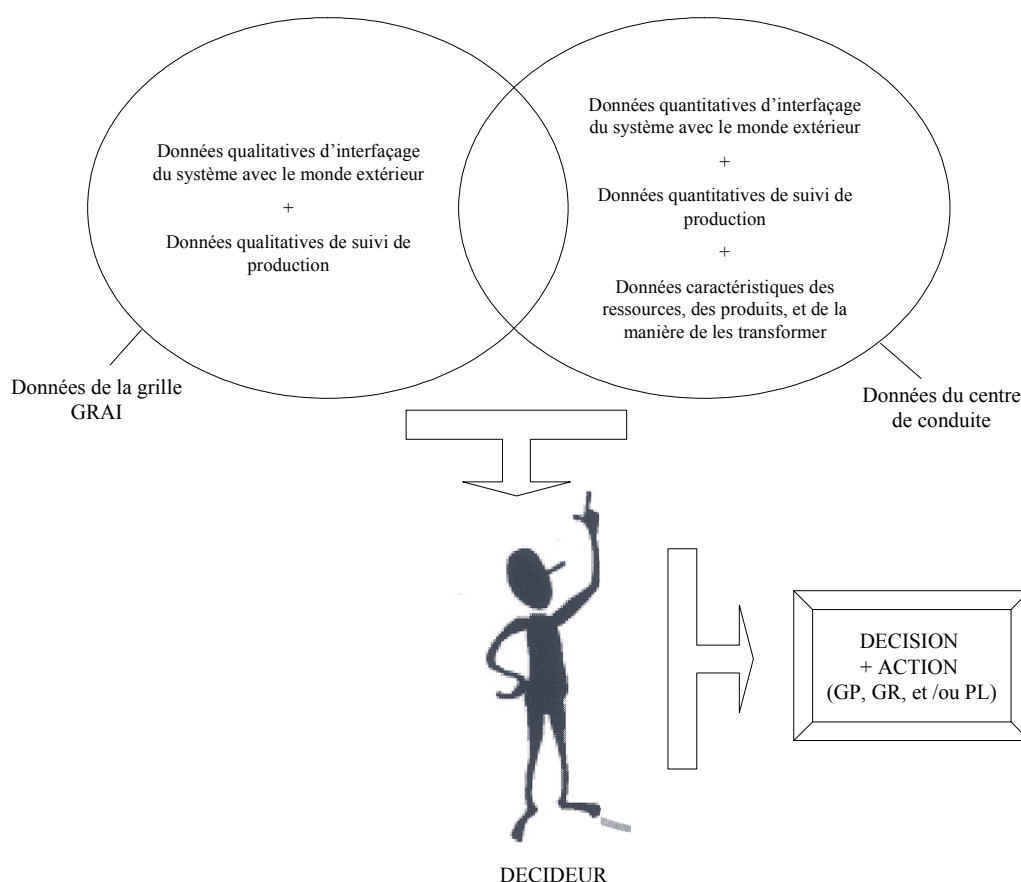 Données qualitatives d’interfaçage
du système avec le monde extérieur
+
Données qualitatives de suivi de
production
Données quantitatives d’interfaçage
du système avec le monde extérieur
+
Données quantitatives de suivi de
production
+
Données caractéristiques des
ressources, des produits, et de la
manière de les transformer
Données de la grille
GRAI
Données du centre
de conduite
DECISION
+ ACTION
(GP, GR, et /ou PL)
DECIDEUR